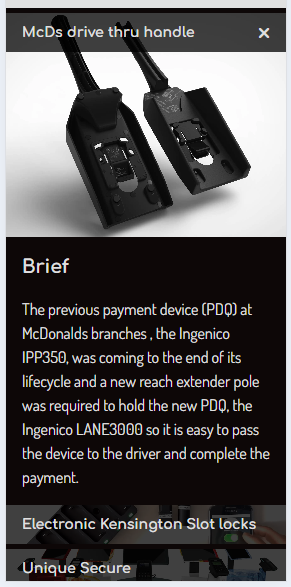 McDs drive thru handle ×
Brief
The previous payment device (PDQ) at
McDonalds branches , the Ingenico
IPP350, was coming to the end of its
lifecycle and a new reach extender pole
was required to hold the new PDQ, the
Ingenico LANE3000 so it is easy to pass
the device to the driver and complete the
payment.
Electronic Kensington Slot locks
Unique Secure